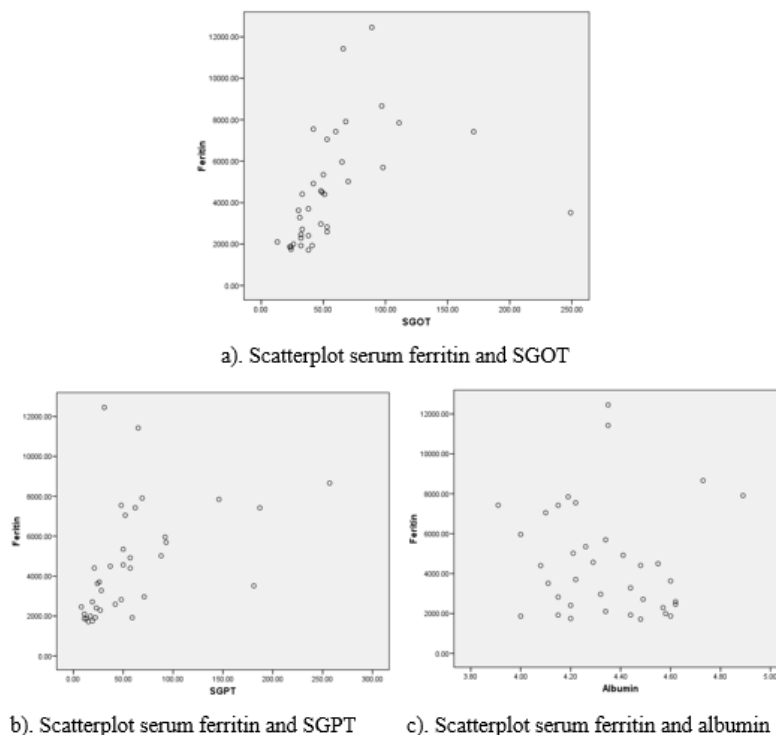 12000.00
10000.00
8000.00
6000.00
4000.00
2000.00
0.00
Feritin
0.00 50.00 100.00 150.00 200.00 250.00
SGOT
a). Scatterplot serum ferritin and SGOT
12000.00
10000.00
8000.00
6000.00
4000.00
2000.00
0.00
Feritin
0.00 50.00 100.00 150.00 200.00 250.00 300.00
SGPT
b). Scatterplot serum ferritin and SGPT
12000.00
10000.00
8000.00
6000.00
4000.00
2000.00
0.00
Feritin
3.80 4.00 4.20 4.40 4.60 4.80 5.00
Albumin
c). Scatterplot serum ferritin and albumin